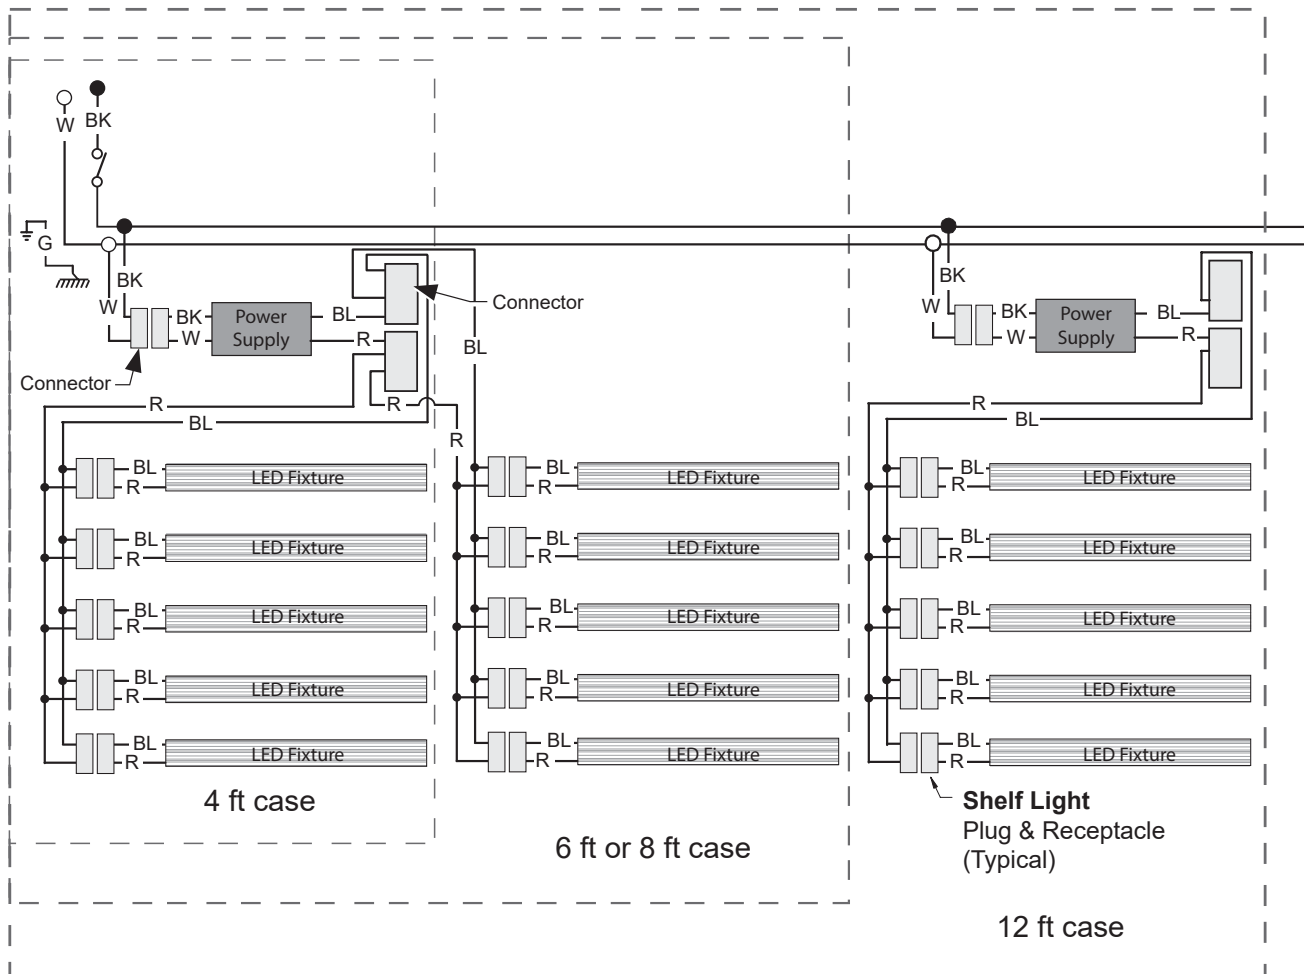 W
BK
G
BK
W
BK
W
Power
Supply
BL
R
Connector
Connector
BL
R
R
BL
R
BK
W
BK
W
Power
Supply
BL
R
R
BL
BL
R
LED Fixture
BL
R
LED Fixture
BL
R
LED Fixture
BL
R
LED Fixture
BL
R
LED Fixture
BL
R
LED Fixture
BL
R
LED Fixture
BL
R
LED Fixture
BL
R
LED Fixture
BL
R
LED Fixture
BL
R
LED Fixture
BL
R
LED Fixture
BL
R
LED Fixture
BL
R
LED Fixture
BL
R
LED Fixture
4 ft case
6 ft or 8 ft case
Shelf Light
Plug & Receptacle
(Typical)
12 ft case